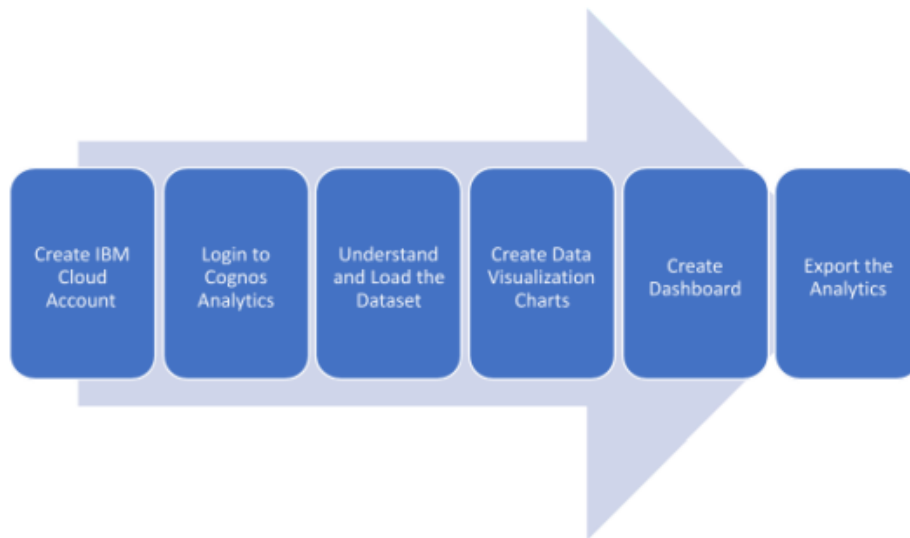 Create IBM
Cloud
Account
Login to
Cognos
Analytics
Understand
and Load the
Dataset
Create Data
Visualization
Charts
Create
Dashboard
Export the
Analytics